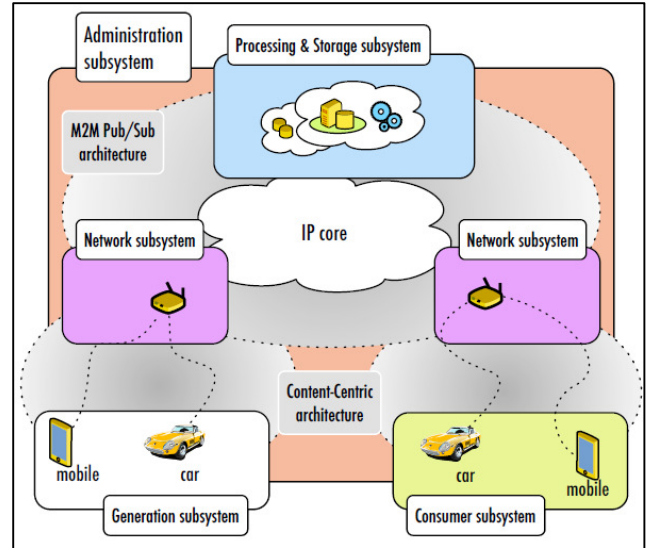 Administration
subsystem
Processing & Storage subsystem
M2M Pub/Sub
architecture
IP core
Network subsystem
Network subsystem
Content-Centric
architecture
mobile
car
car
mobile
Generation subsystem
Consumer subsystem